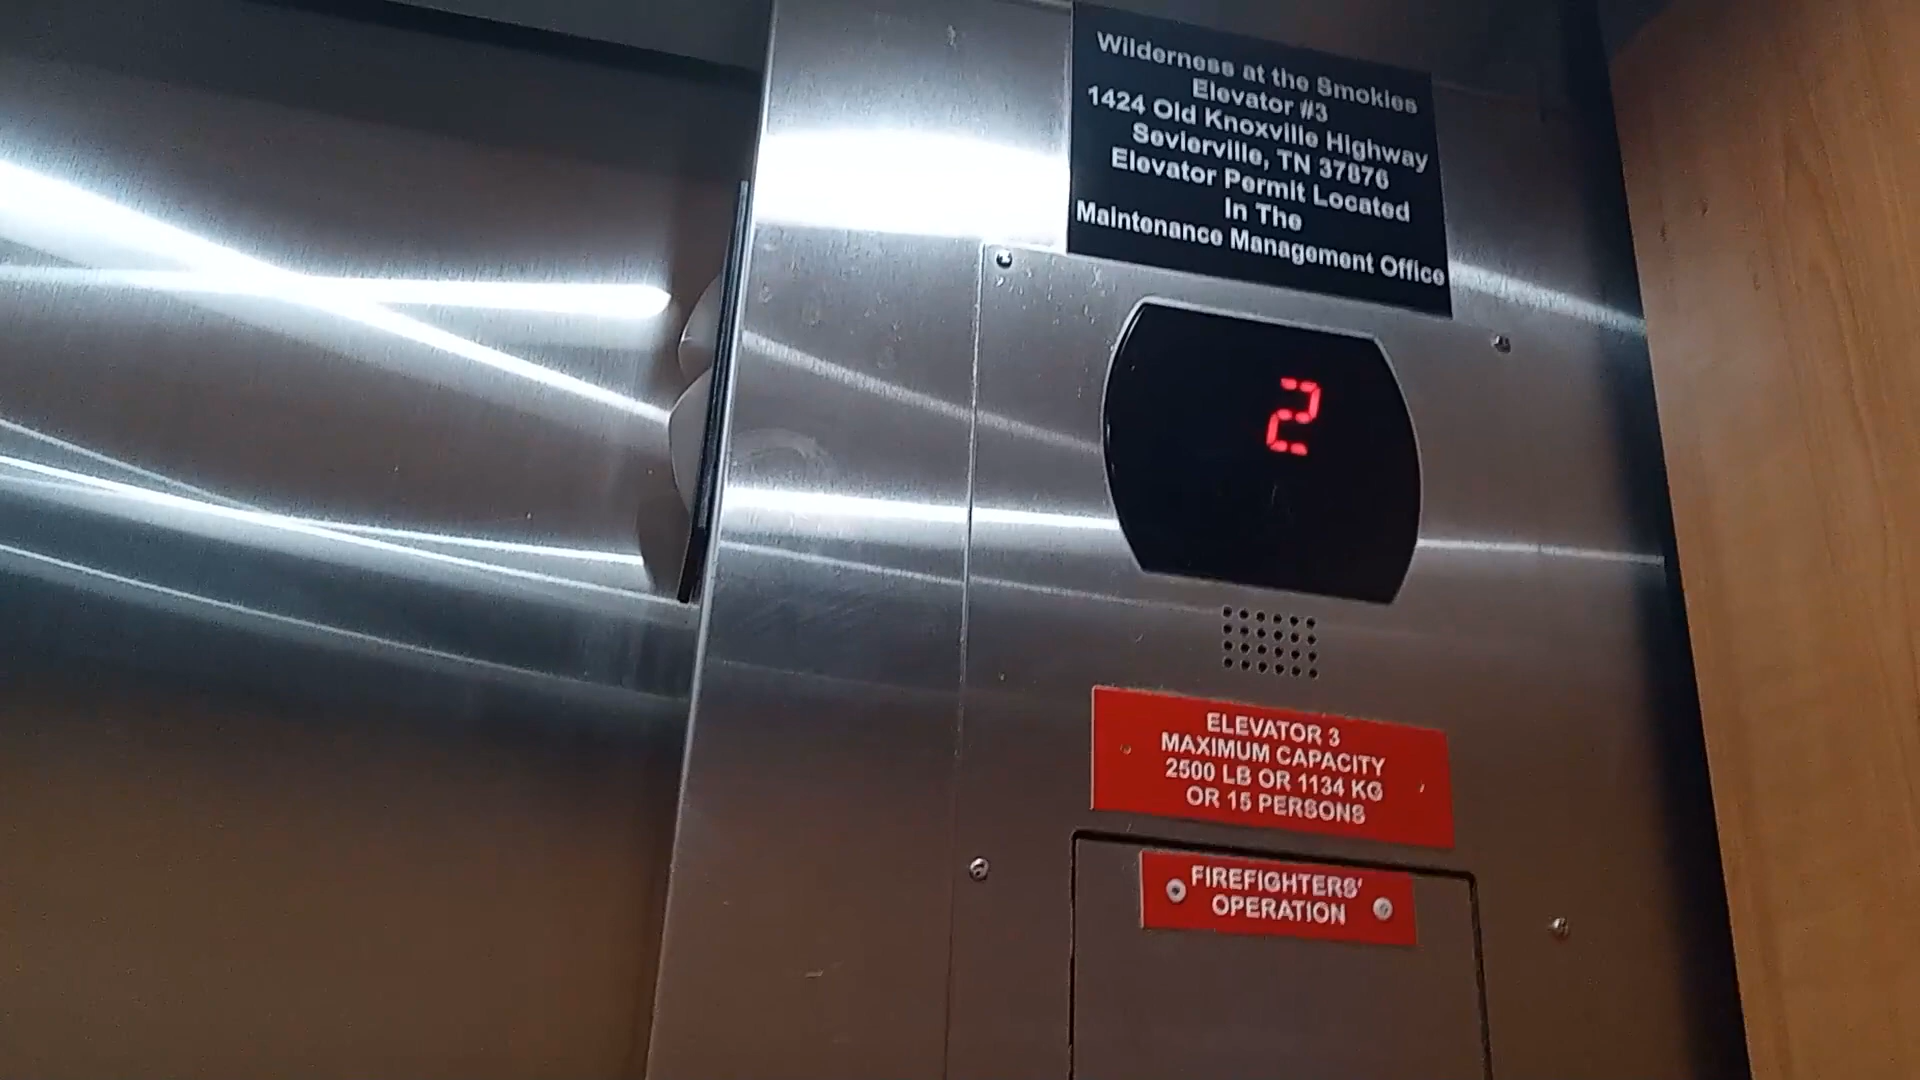 Wilderness at the Smokies
Elevator #3
1424 Old Knoxville Highway
Sevierville, TN 37876
Elevator Permit Located
In The
Maintenance Management Office
2
ELEVATOR 3
MAXIMUM CAPACITY
2500 LB OR 1134 KG
OR 15 PERSONS
FIREFIGHTERS'
OPERATION